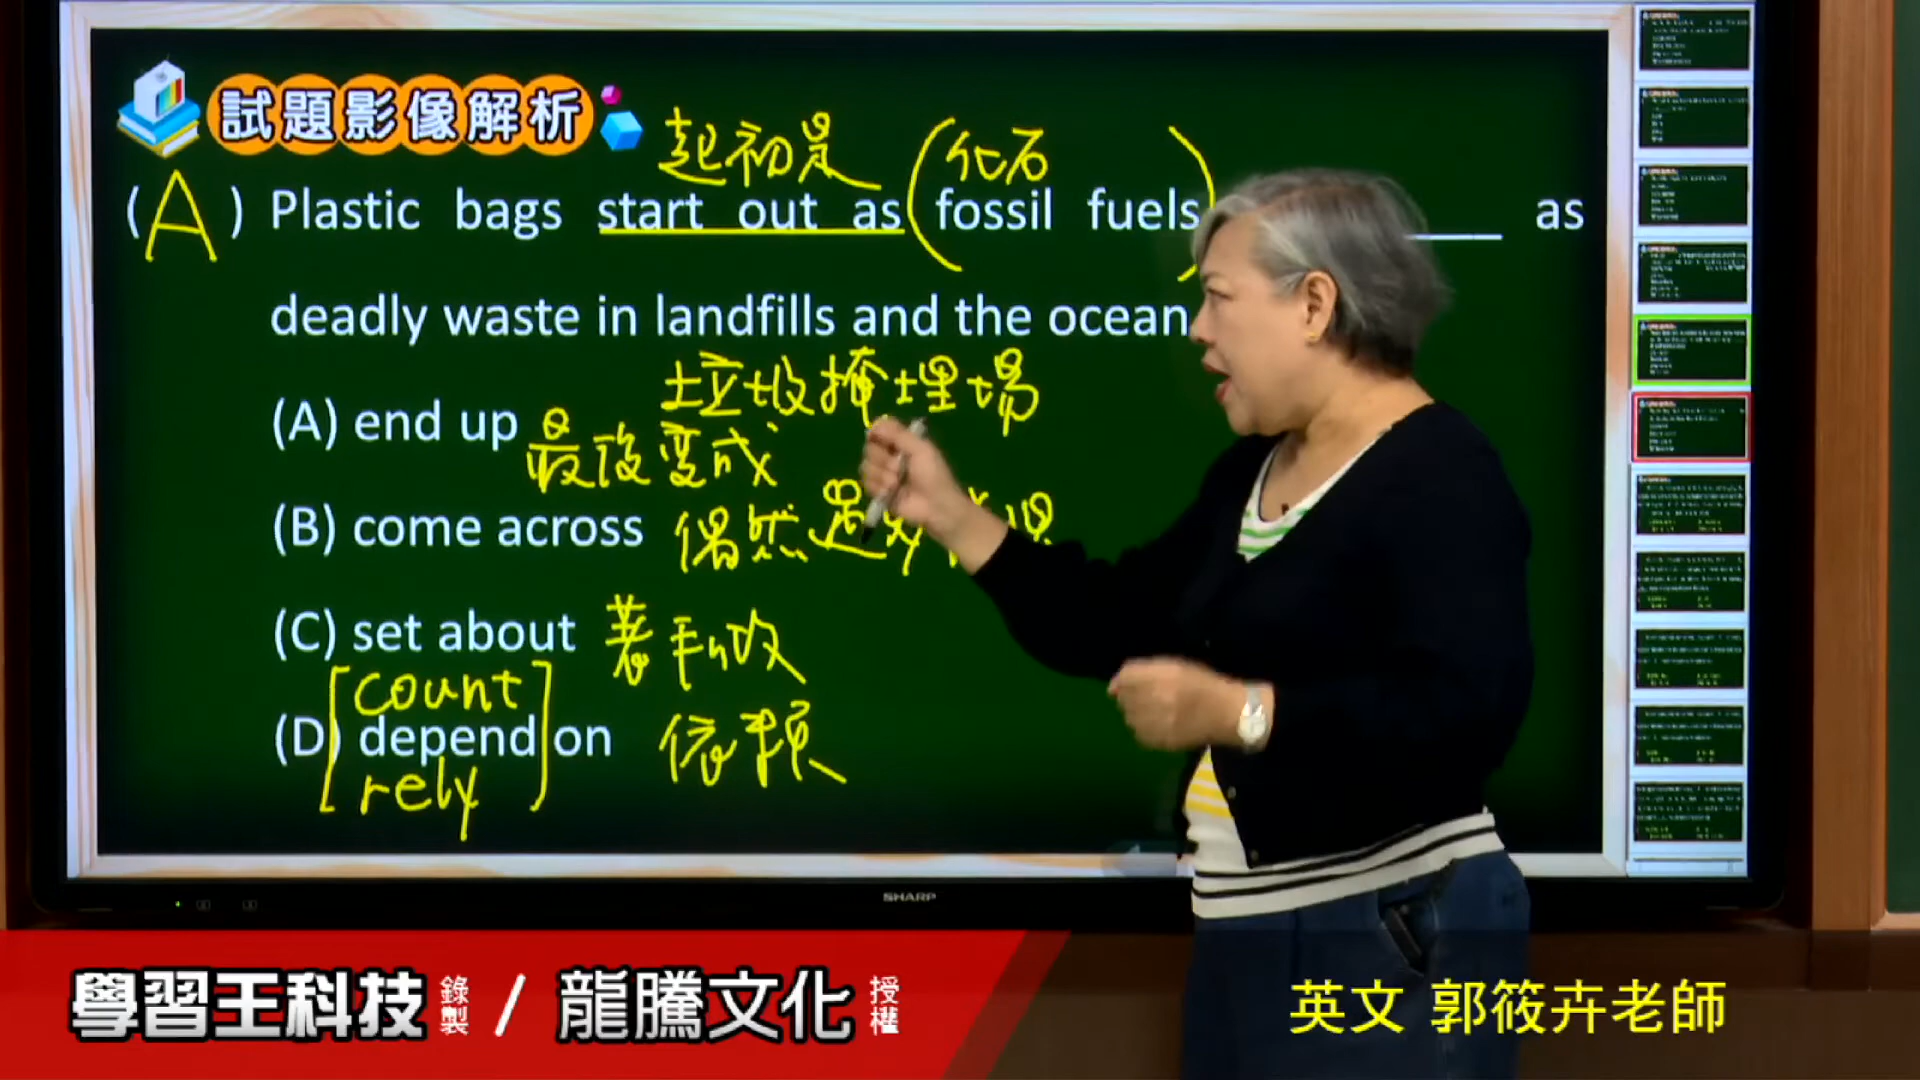 試題影像解析
起初是 化石
(A) Plastic bags start out as (fossil fuels) ____ as
deadly waste in landfills and the ocean
垃圾掩埋場
(A) end up 最後變成
(B) come across 偶然遇
(C) set about 著手做
count
(D) depend on 依賴
rely
SHARP
學習王科技 錄製 / 龍騰文化 授權
英文 郭筱卉老師